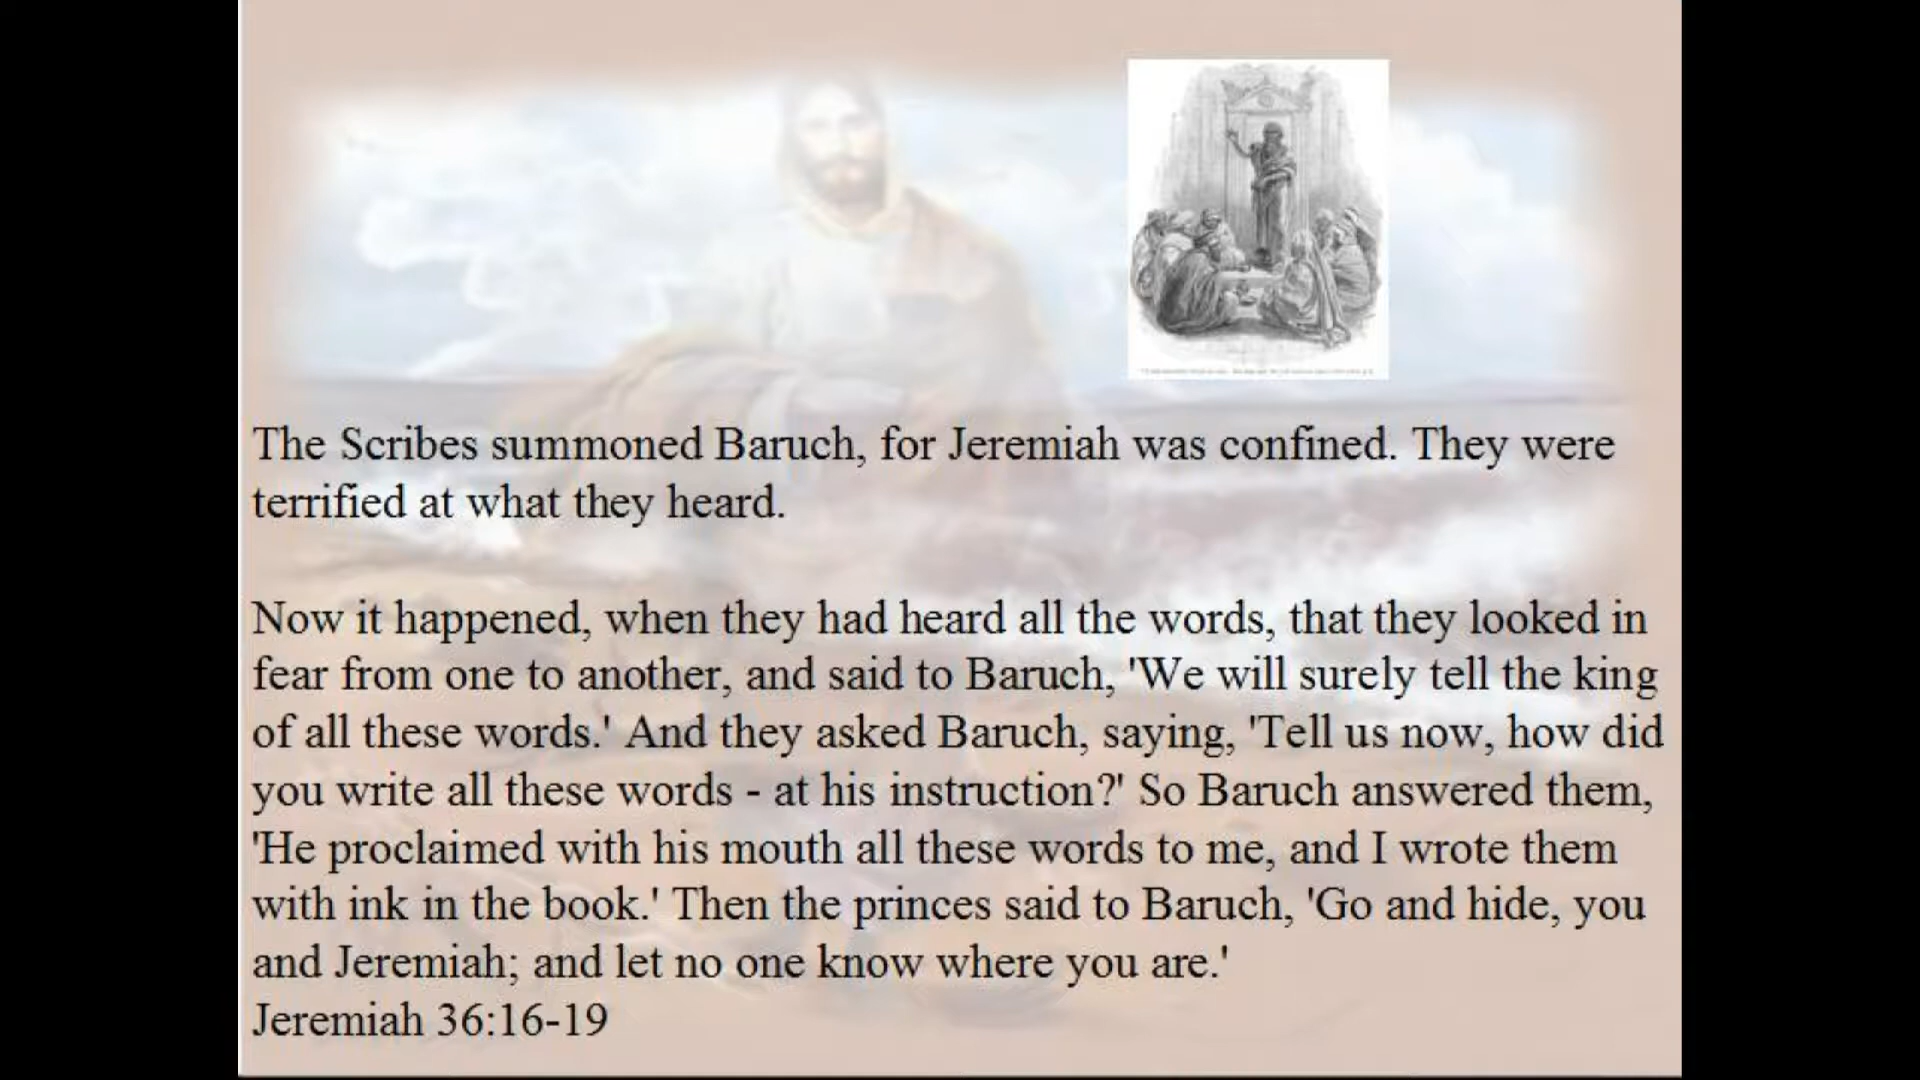 The Scribes summoned Baruch, for Jeremiah was confined. They were
terrified at what they heard.
Now it happened, when they had heard all the words, that they looked in
fear from one to another, and said to Baruch, 'We will surely tell the king
of all these words.' And they asked Baruch, saying, 'Tell us now, how did
you write all these words - at his instruction?' So Baruch answered them,
'He proclaimed with his mouth all these words to me, and I wrote them
with ink in the book.' Then the princes said to Baruch, 'Go and hide, you
and Jeremiah; and let no one know where you are.'
Jeremiah 36:16-19